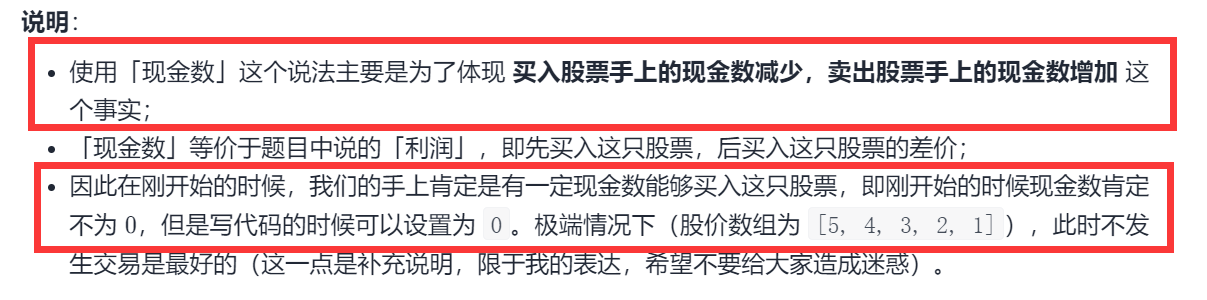 说明：
使用「现金数」这个说法主要是为了体现 买入股票手上的现金数减少，卖出股票手上的现金数增加 这
个事实；
「现金数」等价于题目中说的「利润」，即先买入这只股票，后买入这只股票的差价；
因此在刚开始的时候，我们的手上肯定是有一定现金数能够买入这只股票，即刚开始的时候现金数肯定
不为 0，但是写代码的时候可以设置为 0 。极端情况下（股价数组为 [5, 4, 3, 2, 1] ），此时不发
生交易是最好的（这一点是补充说明，限于我的表达，希望不要给大家造成迷惑）。